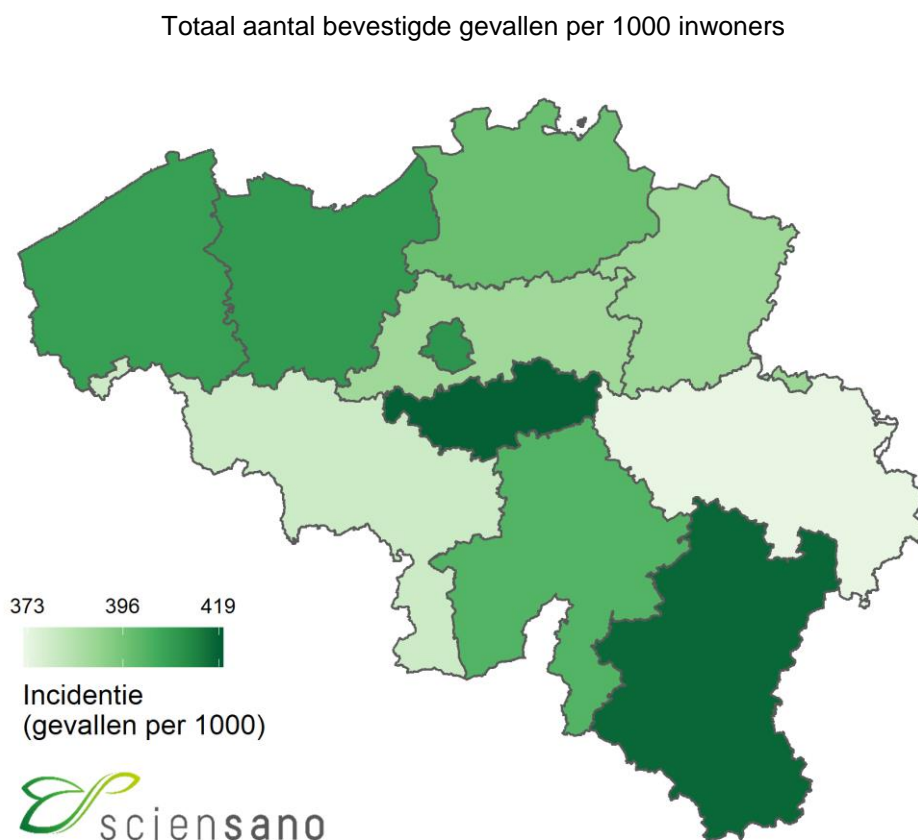 Totaal aantal bevestigde gevallen per 1000 inwoners
373 396 419
Incidentie
(gevallen per 1000)
sciensano